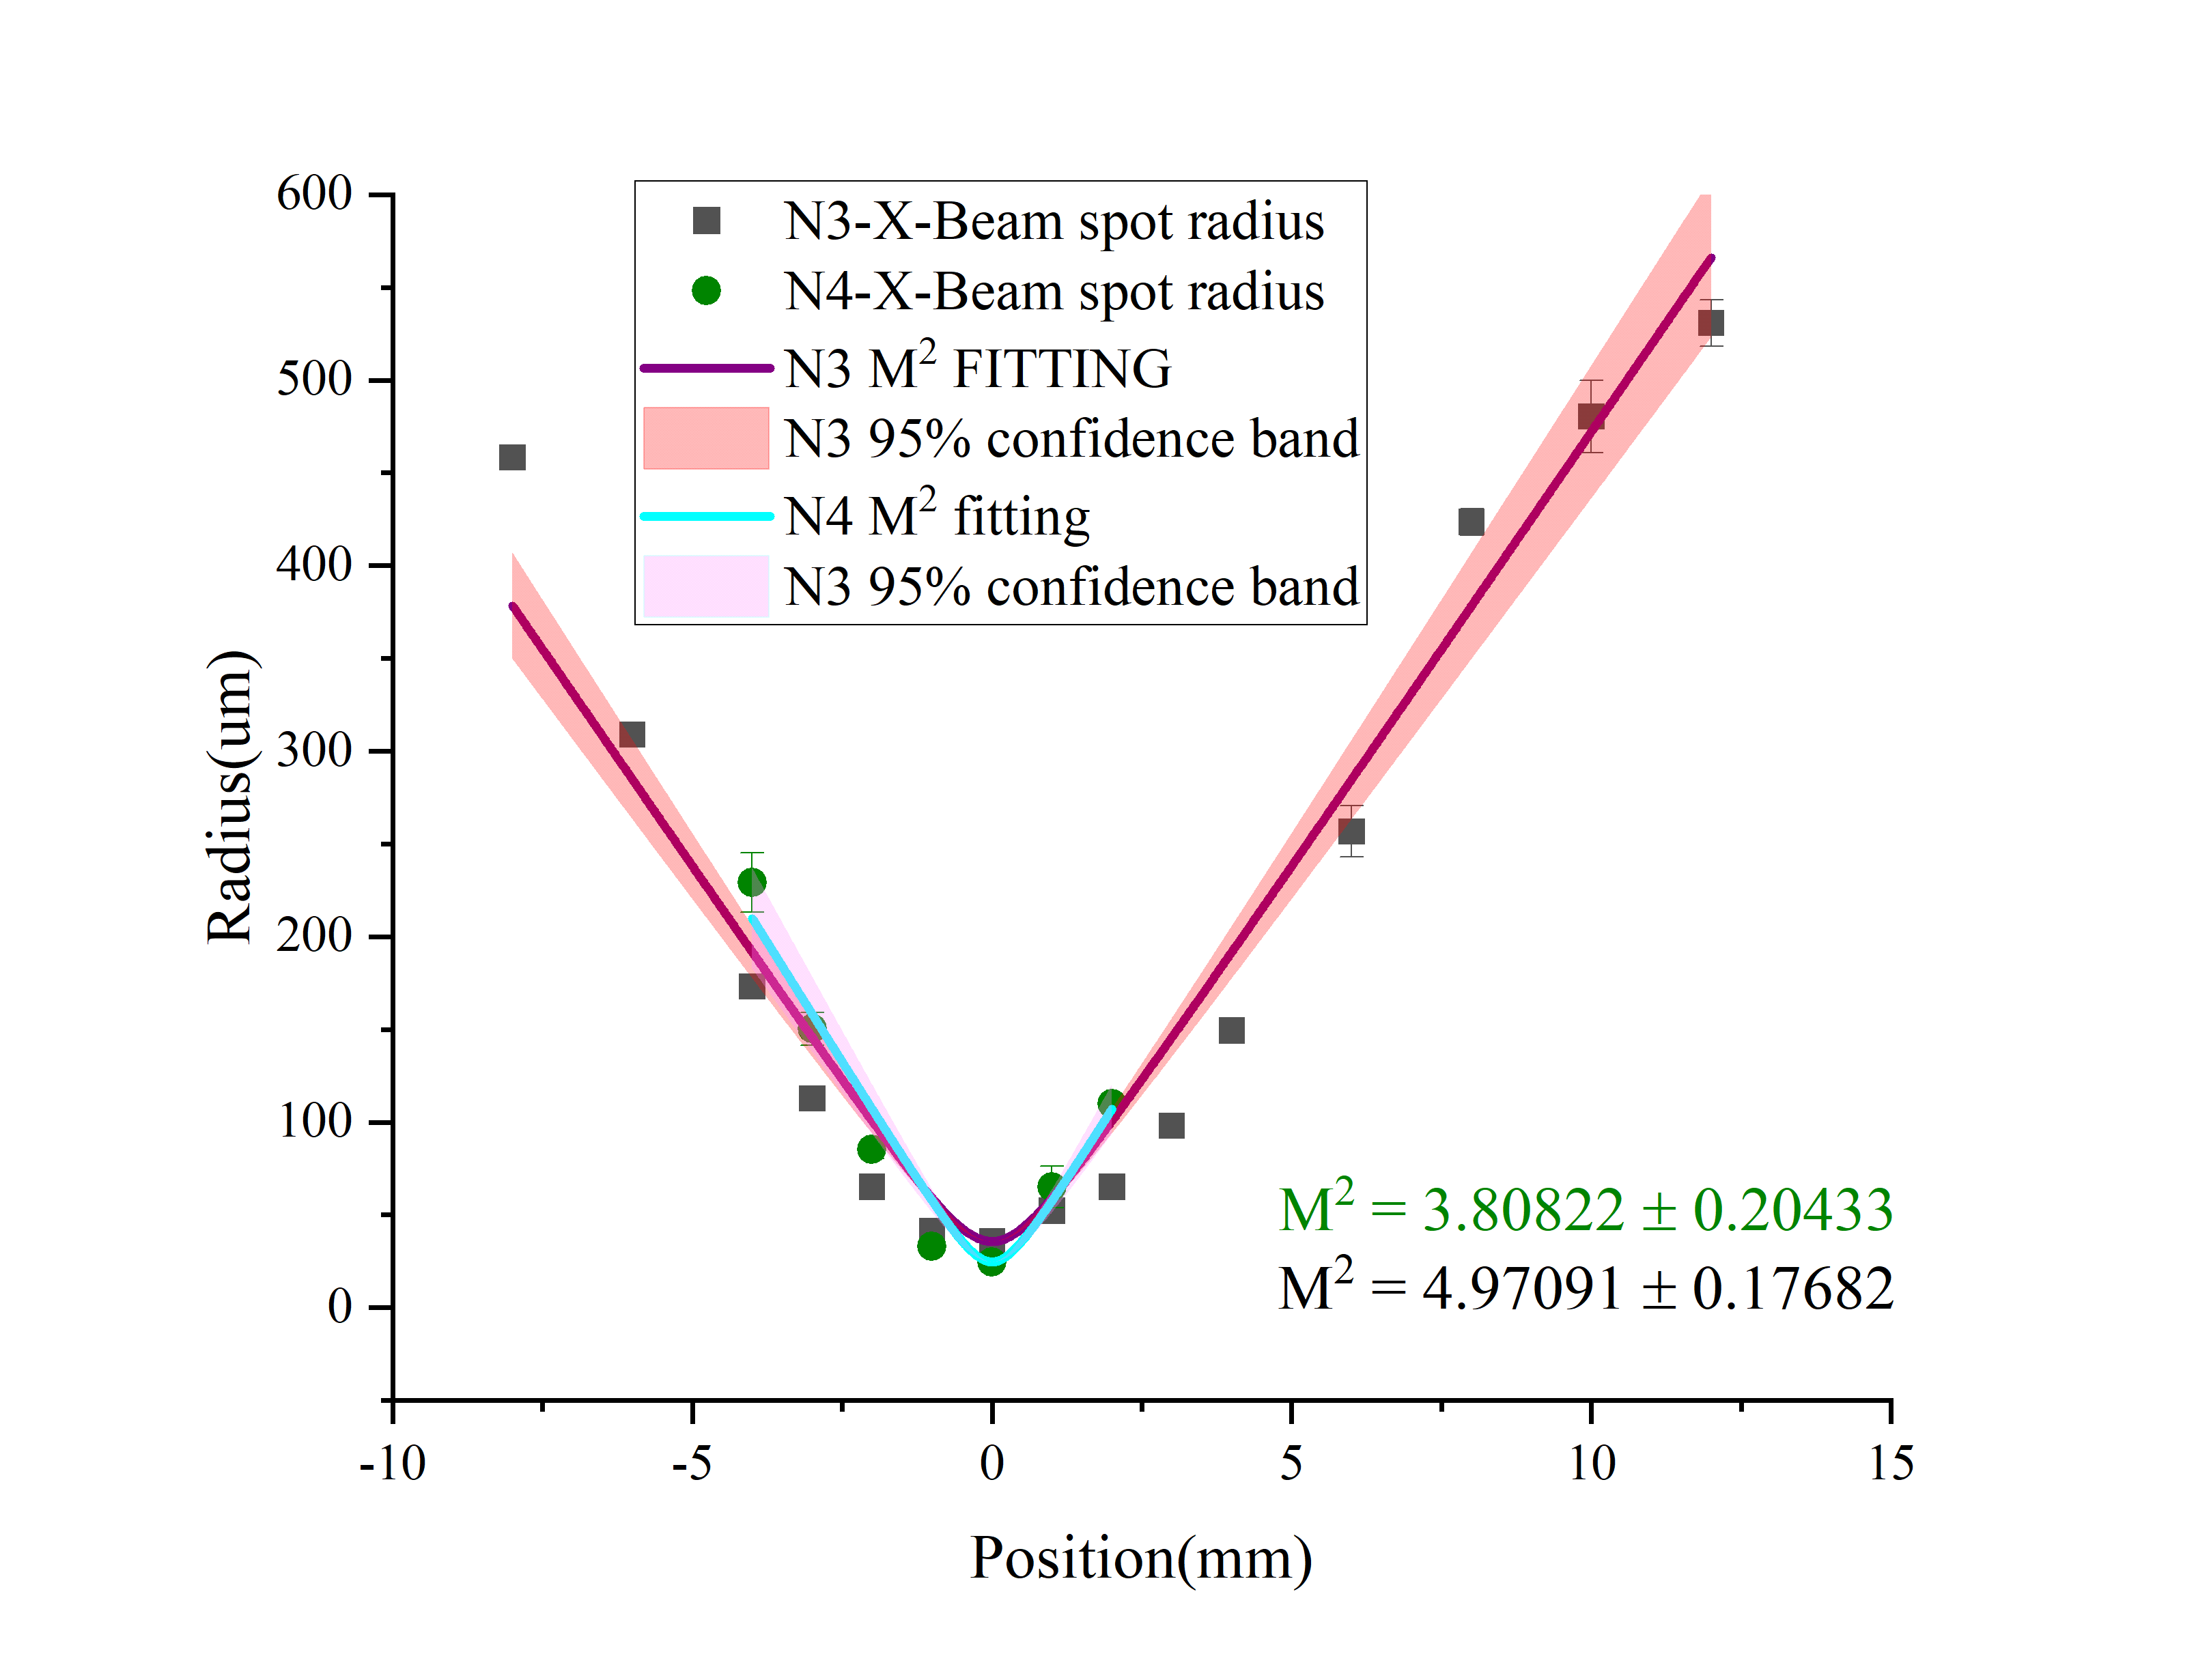 600
500
400
300
200
100
0
-10
-5
0
5
10
15
Radius(um)
Position(mm)
N3-X-Beam spot radius
N4-X-Beam spot radius
N3 M² FITTING
N3 95% confidence band
N4 M² fitting
N3 95% confidence band
M² = 3.80822 ± 0.20433
M² = 4.97091 ± 0.17682